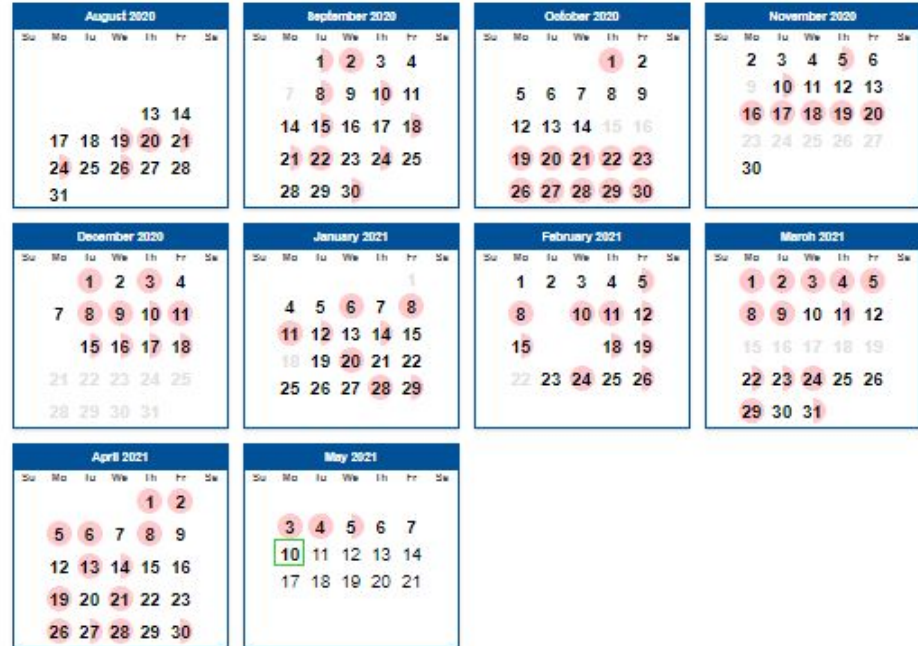 August 2020
Su Mo Tu We Th Fr Sa
13 14
17 18 19 20 21
24 25 26 27 28
31
September 2020
Su Mo Tu We Th Fr Sa
1 2 3 4
7 8 9 10 11
14 15 16 17 18
21 22 23 24 25
28 29 30
October 2020
Su Mo Tu We Th Fr Sa
1 2
5 6 7 8 9
12 13 14 15 16
19 20 21 22 23
26 27 28 29 30
November 2020
Su Mo Tu We Th Fr Sa
2 3 4 5 6
9 10 11 12 13
16 17 18 19 20
23 24 25 26 27
30
December 2020
Su Mo Tu We Th Fr Sa
1 2 3 4
7 8 9 10 11
15 16 17 18
21 22 23 24 25
28 29 30 31
January 2021
Su Mo Tu We Th Fr Sa
1
4 5 6 7 8
11 12 13 14 15
18 19 20 21 22
25 26 27 28 29
February 2021
Su Mo Tu We Th Fr Sa
1 2 3 4 5
8 10 11 12
15 18 19
22 23 24 25 26
March 2021
Su Mo Tu We Th Fr Sa
1 2 3 4 5
8 9 10 11 12
15 16 17 18 19
22 23 24 25 26
29 30 31
April 2021
Su Mo Tu We Th Fr Sa
1 2
5 6 7 8 9
12 13 14 15 16
19 20 21 22 23
26 27 28 29 30
May 2021
Su Mo Tu We Th Fr Sa
3 4 5 6 7
10 11 12 13 14
17 18 19 20 21